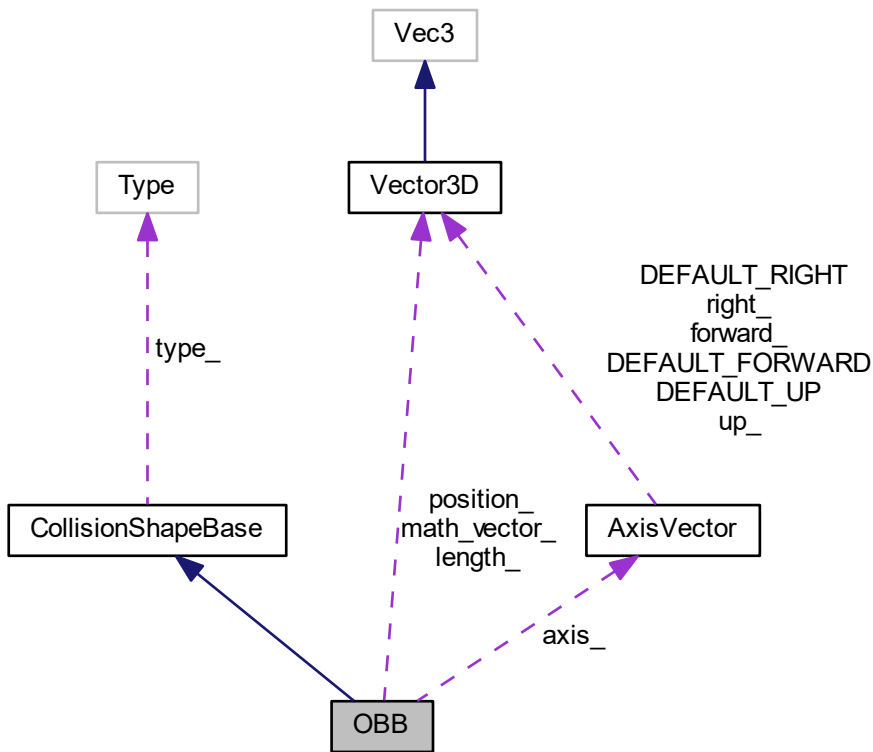 Vec3
Type
Vector3D
DEFAULT_RIGHT
right_
forward_
DEFAULT_FORWARD
DEFAULT_UP
up_
type_
CollisionShapeBase
position_
math_vector_
length_
AxisVector
axis_
OBB